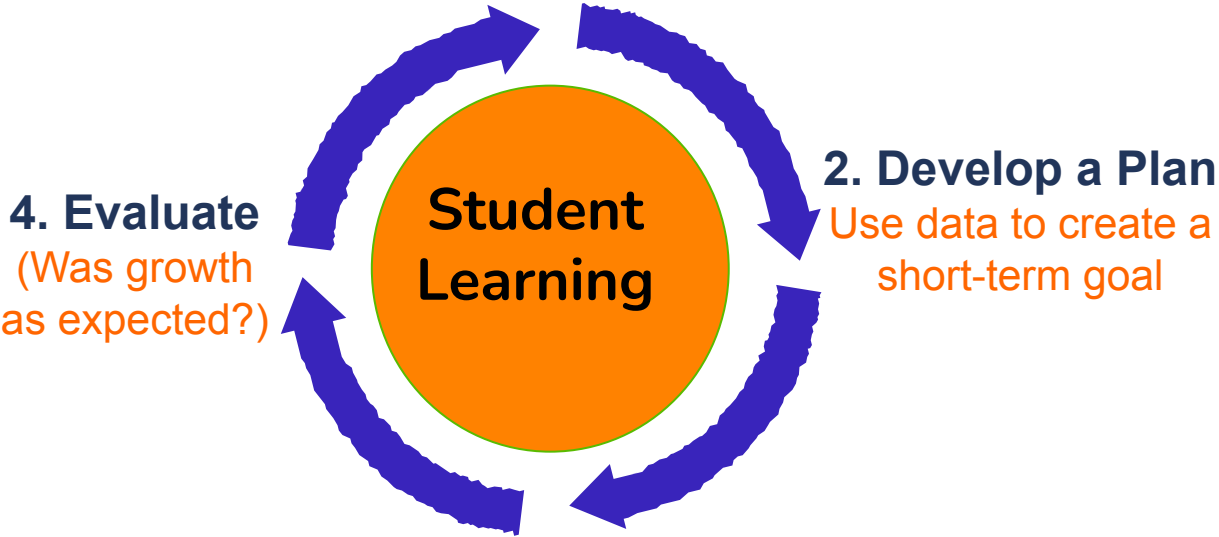 2. Develop a Plan
Use data to create a
short-term goal
4. Evaluate
(Was growth
as expected?)
Student
Learning